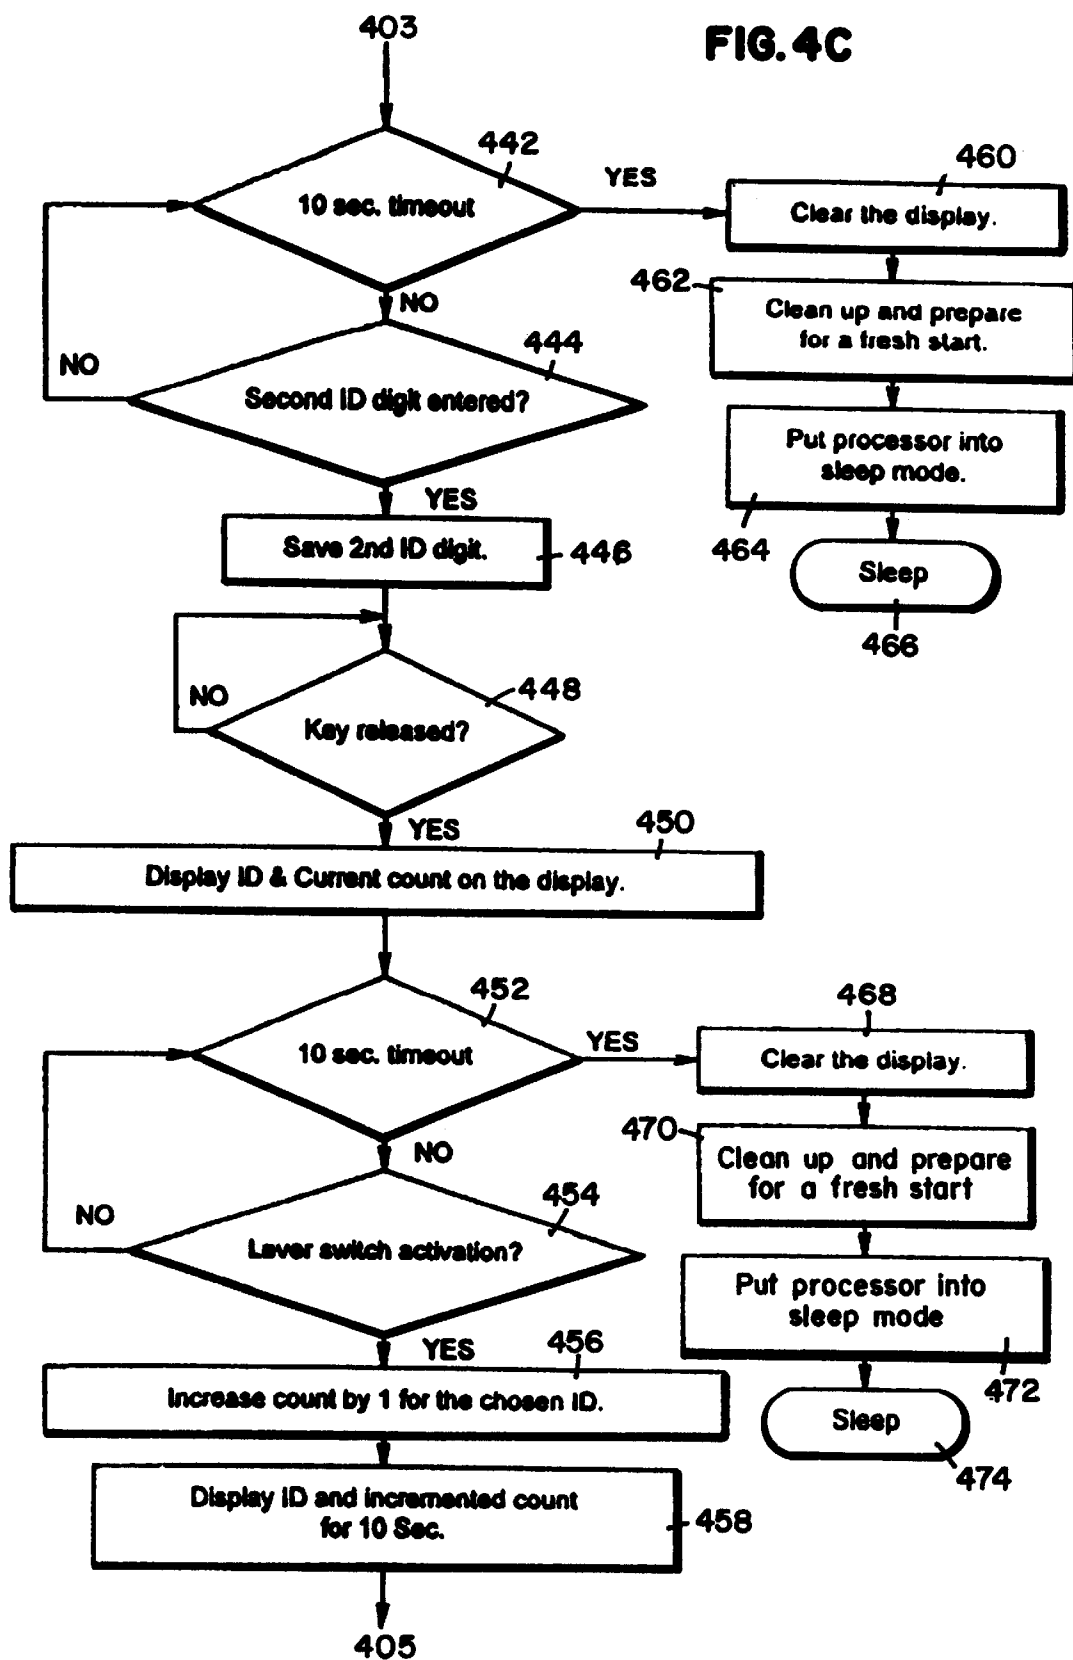 403
FIG. 4C
442
10 sec. timeout
YES
460
Clear the display.
NO
462
Clean up and prepare
for a fresh start.
444
NO
Second ID digit entered?
Put processor into
sleep mode.
YES
464
Save 2nd ID digit.
446
Sleep
466
448
NO
Key released?
YES
450
Display ID & Current count on the display.
452
10 sec. timeout
YES
468
Clear the display.
NO
470
Clean up and prepare
for a fresh start
454
NO
Lever switch activation?
Put processor into
sleep mode
YES
456
472
Increase count by 1 for the chosen ID.
Sleep
474
Display ID and incremented count
for 10 Sec.
458
405